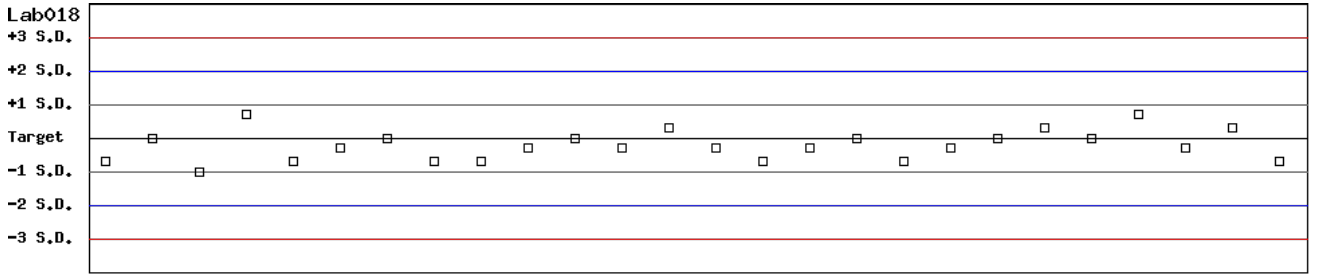 Lab018
+3 S.D.
+2 S.D.
+1 S.D.
Target
-1 S.D.
-2 S.D.
-3 S.D.